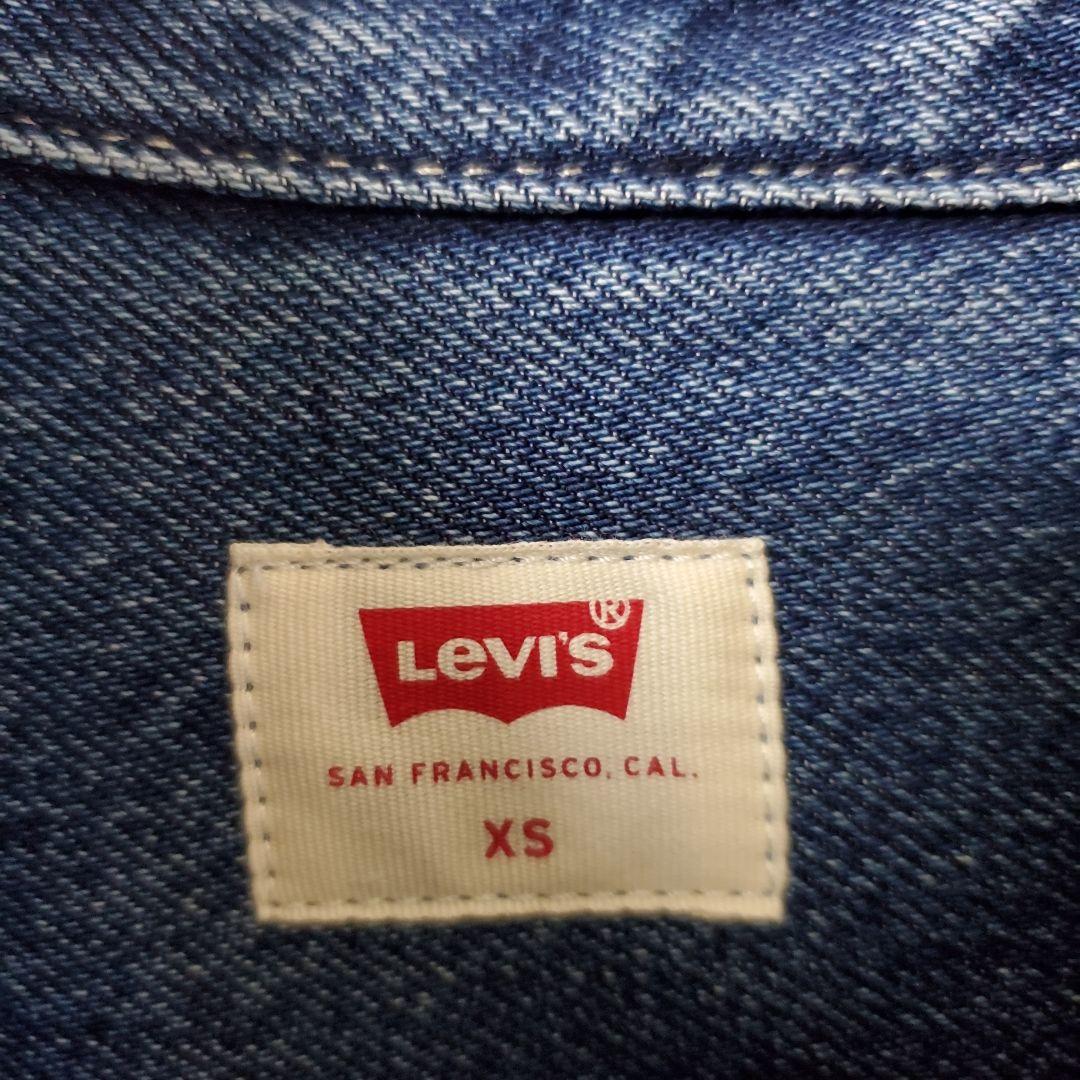 LEVI'S®
SAN FRANCISCO, CAL.
XS